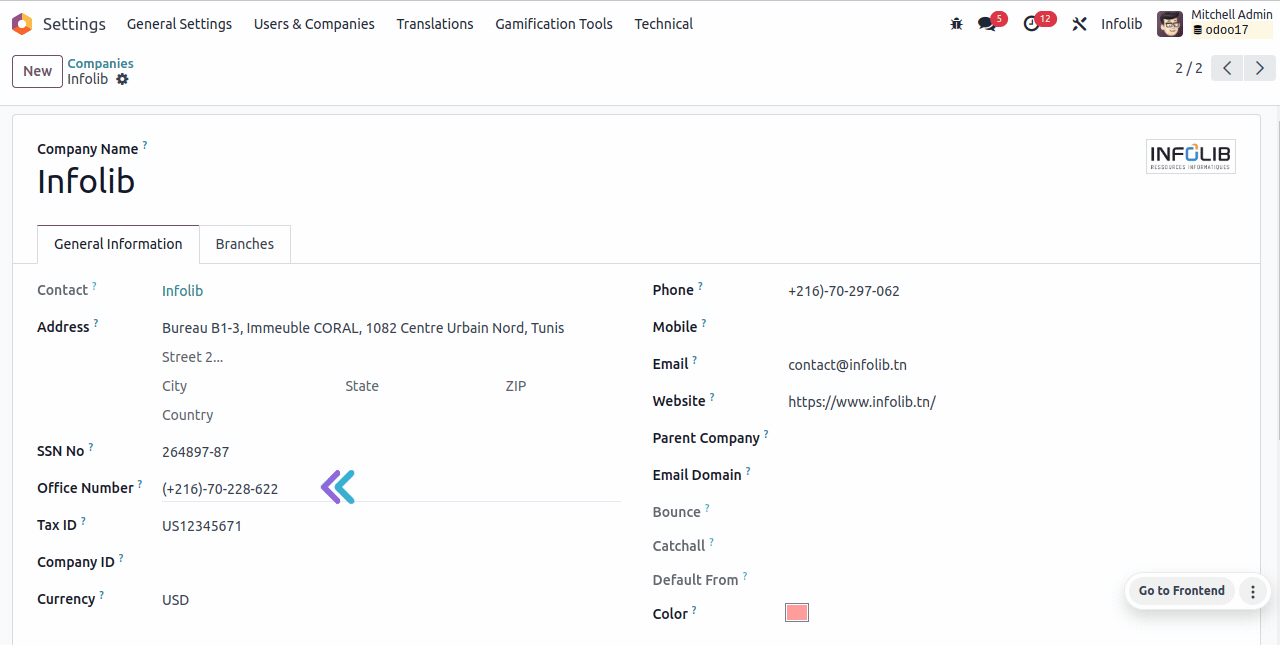 Settings General Settings Users & Companies Translations Gamification Tools Technical 5 12 Infolib Mitchell Admin
odoo17
New Companies
Infolib
2 / 2
Company Name ?
Infolib
INFOLIB
RESSOURCES INFORMATIQUES
General Information Branches
Contact ? Infolib
Address ? Bureau B1-3, Immeuble CORAL, 1082 Centre Urbain Nord, Tunis
Street 2...
City State ZIP
Country
SSN No ? 264897-87
Office Number ? (+216)-70-228-622
Tax ID ? US12345671
Company ID ?
Currency ? USD
Phone ? +216)-70-297-062
Mobile ?
Email ? contact@infolib.tn
Website ? https://www.infolib.tn/
Parent Company ?
Email Domain ?
Bounce ?
Catchall ?
Default From ?
Color ?
Go to Frontend